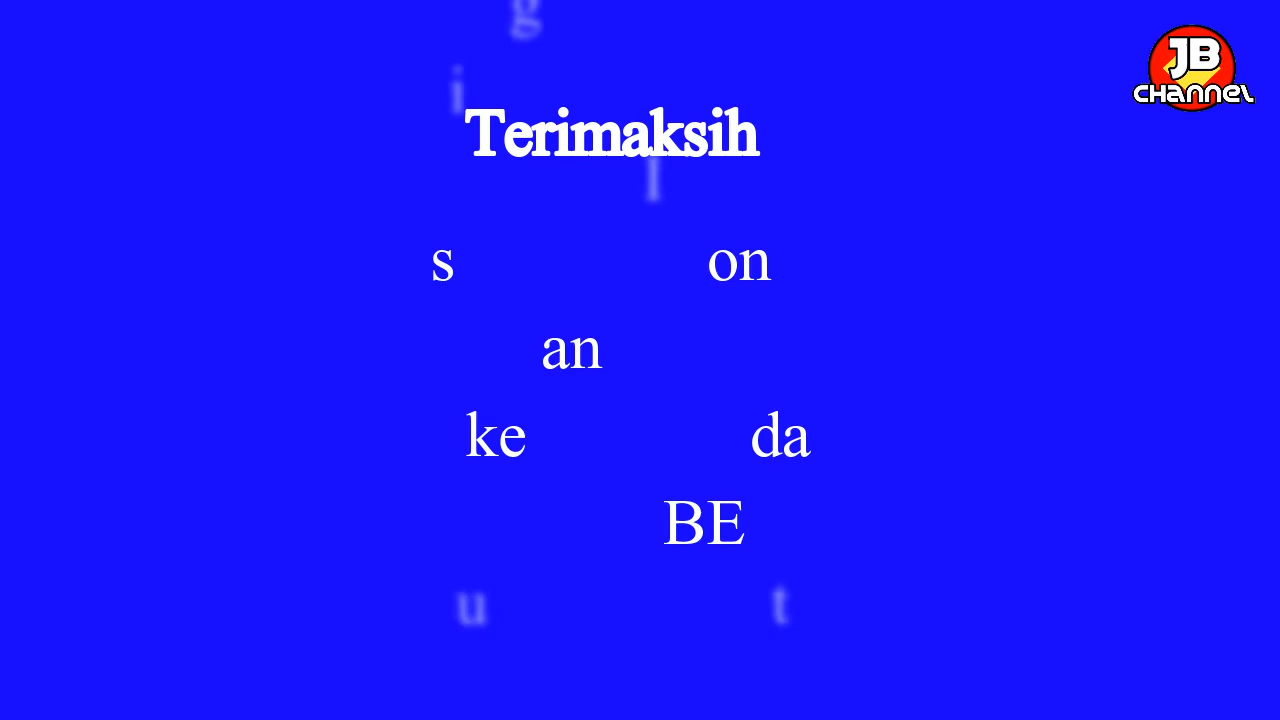 g
JB
CHANNEL
i
Terimaksih
l
s on
an
ke da
BE
u t